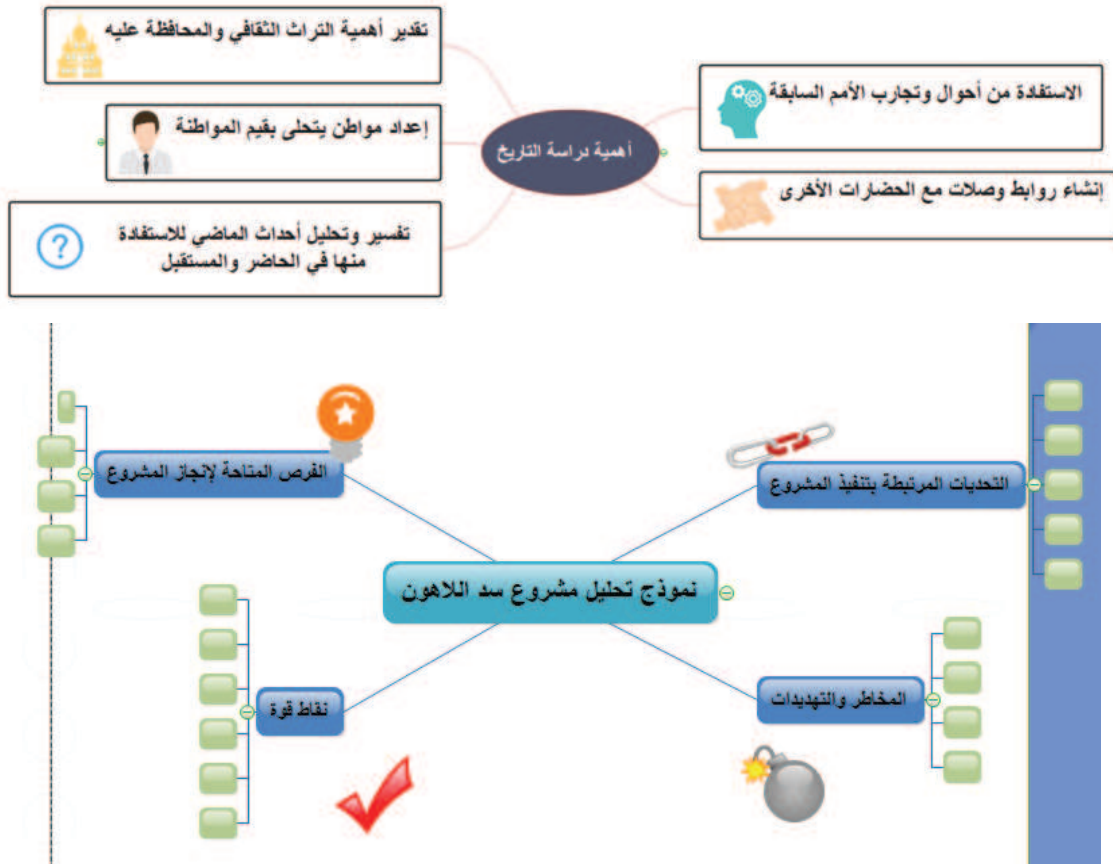 تقدير أهمية التراث الثقافي والمحافظة عليه
الاستفادة من أحوال وتجارب الأمم السابقة
إعداد مواطن يتحلى بقيم المواطنة
أهمية دراسة التاريخ
إنشاء روابط وصلات مع الحضارات الأخرى
تفسير وتحليل أحداث الماضي للاستفادة
منها في الحاضر والمستقبل
التحديات المرتبطة بتنفيذ المشروع
الفرص المتاحة لإنجاز المشروع
نموذج تحليل مشروع سد اللاهون
المخاطر والتهديدات
نقاط قوة